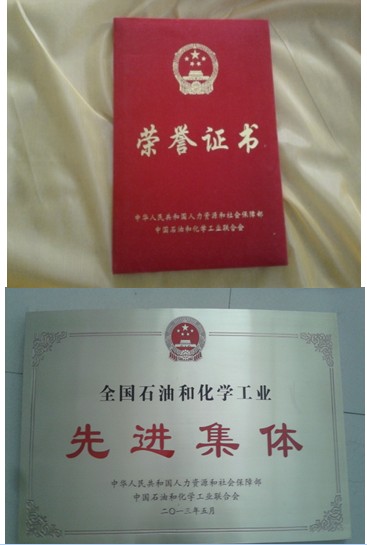 荣誉证书
中华人民共和国人力资源和社会保障部
中国石油和化学工业联合会
全国石油和化学工业
先进集体
中华人民共和国人力资源和社会保障部
中国石油和化学工业联合会
二〇一三年五月